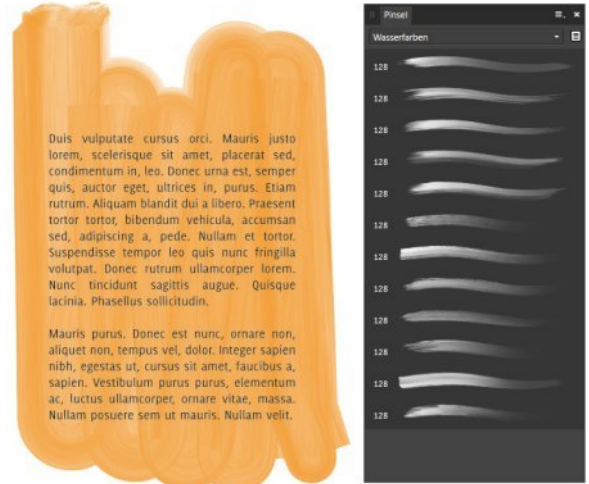 Duis vulputate cursus orci. Mauris justo
lorem, scelerisque sit amet, placerat sed,
condimentum in, leo. Donec urna est, semper
quis, auctor eget, ultrices in, purus. Etiam
rutrum. Aliquam blandit dui a libero. Praesent
tortor tortor, bibendum vehicula, accumsan
sed, adipiscing a, pede. Nullam et tortor.
Suspendisse tempor leo quis nunc fringilla
volutpat. Donec rutrum ullamcorper lorem.
Nunc tincidunt sagittis augue. Quisque
lacinia. Phasellus sollicitudin.
Mauris purus. Donec est nunc, ornare non,
aliquet non, tempus vel, dolor. Integer sapien
nibh, egestas ut, cursus sit amet, faucibus a,
sapien. Vestibulum purus purus, elementum
ac, luctus ullamcorper, ornare vitae, massa.
Nullam posuere sem ut mauris. Nullam velit.
Pinsel
Wasserfarben
128
128
128
128
128
128
128
128
128
128
128
128